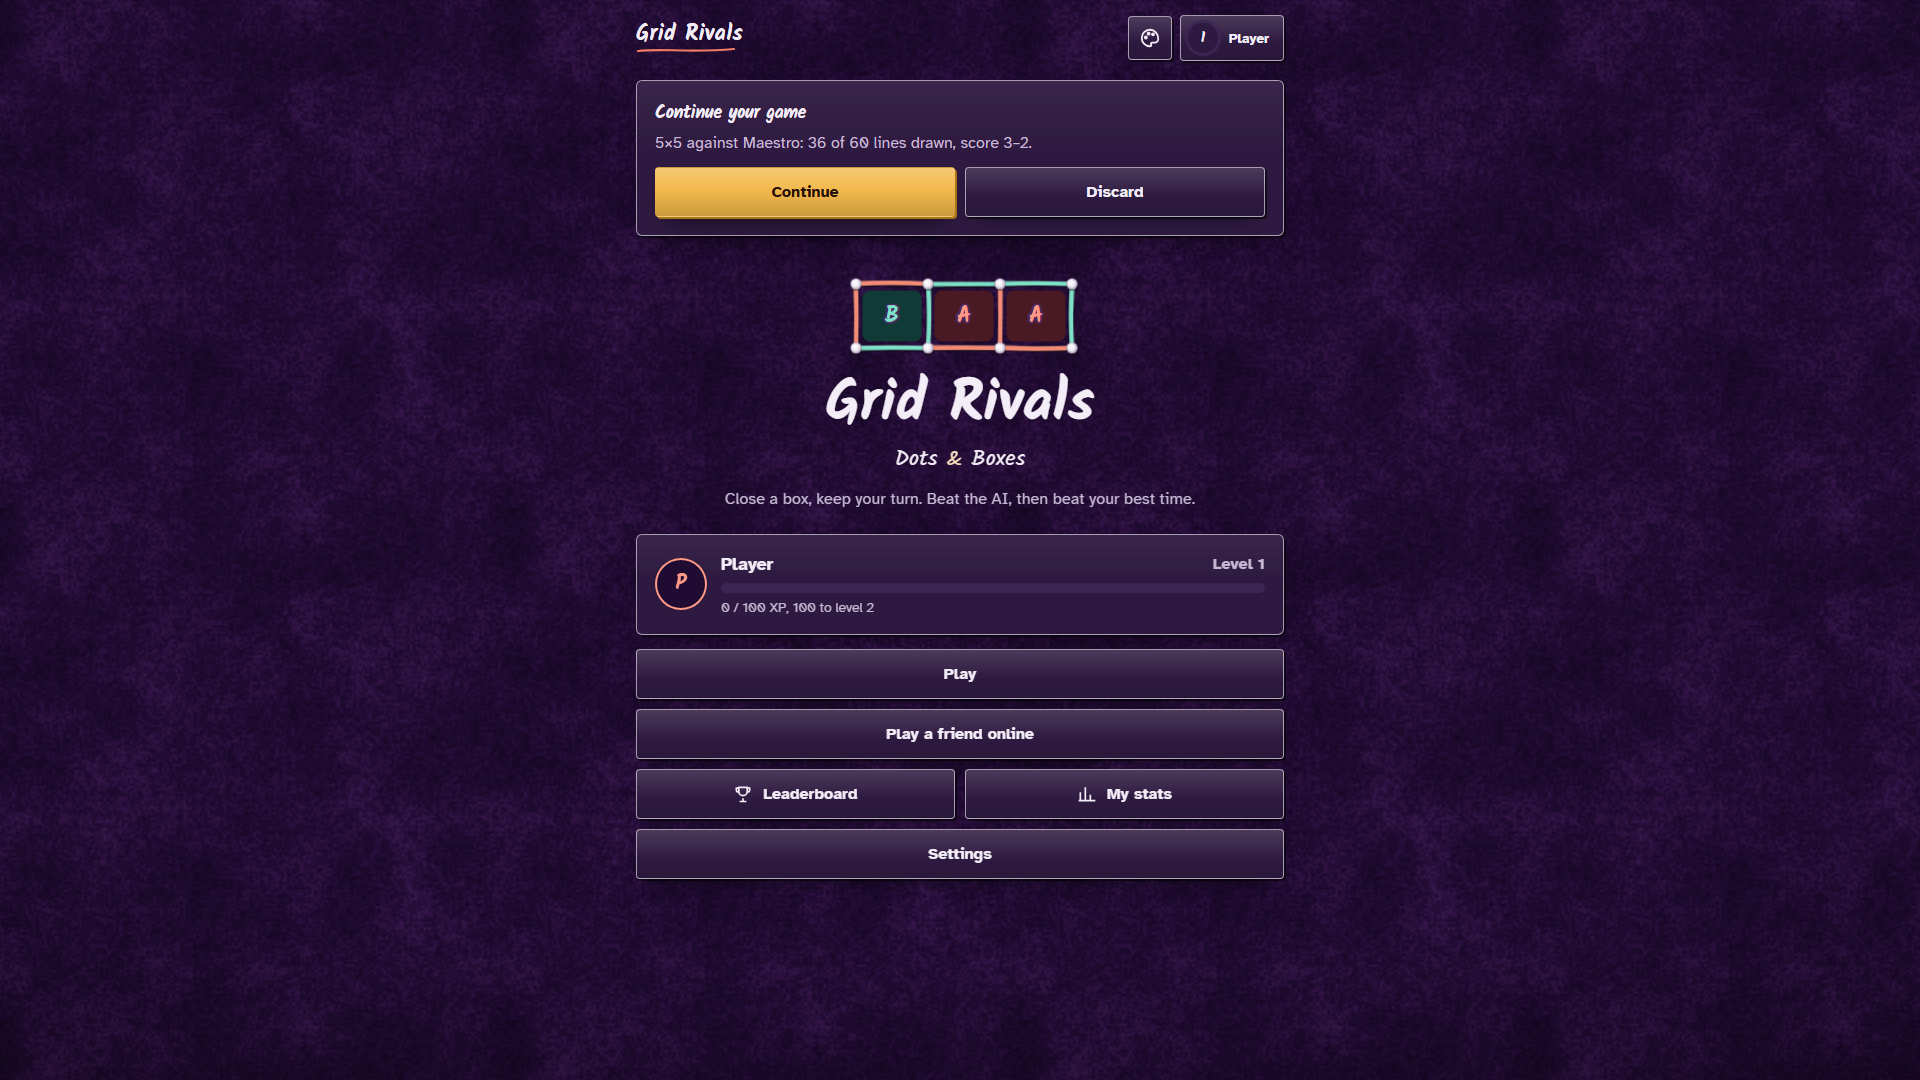 Grid Rivals
1 Player
Continue your game
5×5 against Maestro: 36 of 60 lines drawn, score 3–2.
Continue
Discard
B A A
Grid Rivals
Dots & Boxes
Close a box, keep your turn. Beat the AI, then beat your best time.
P
Player
Level 1
0 / 100 XP, 100 to level 2
Play
Play a friend online
Leaderboard
My stats
Settings